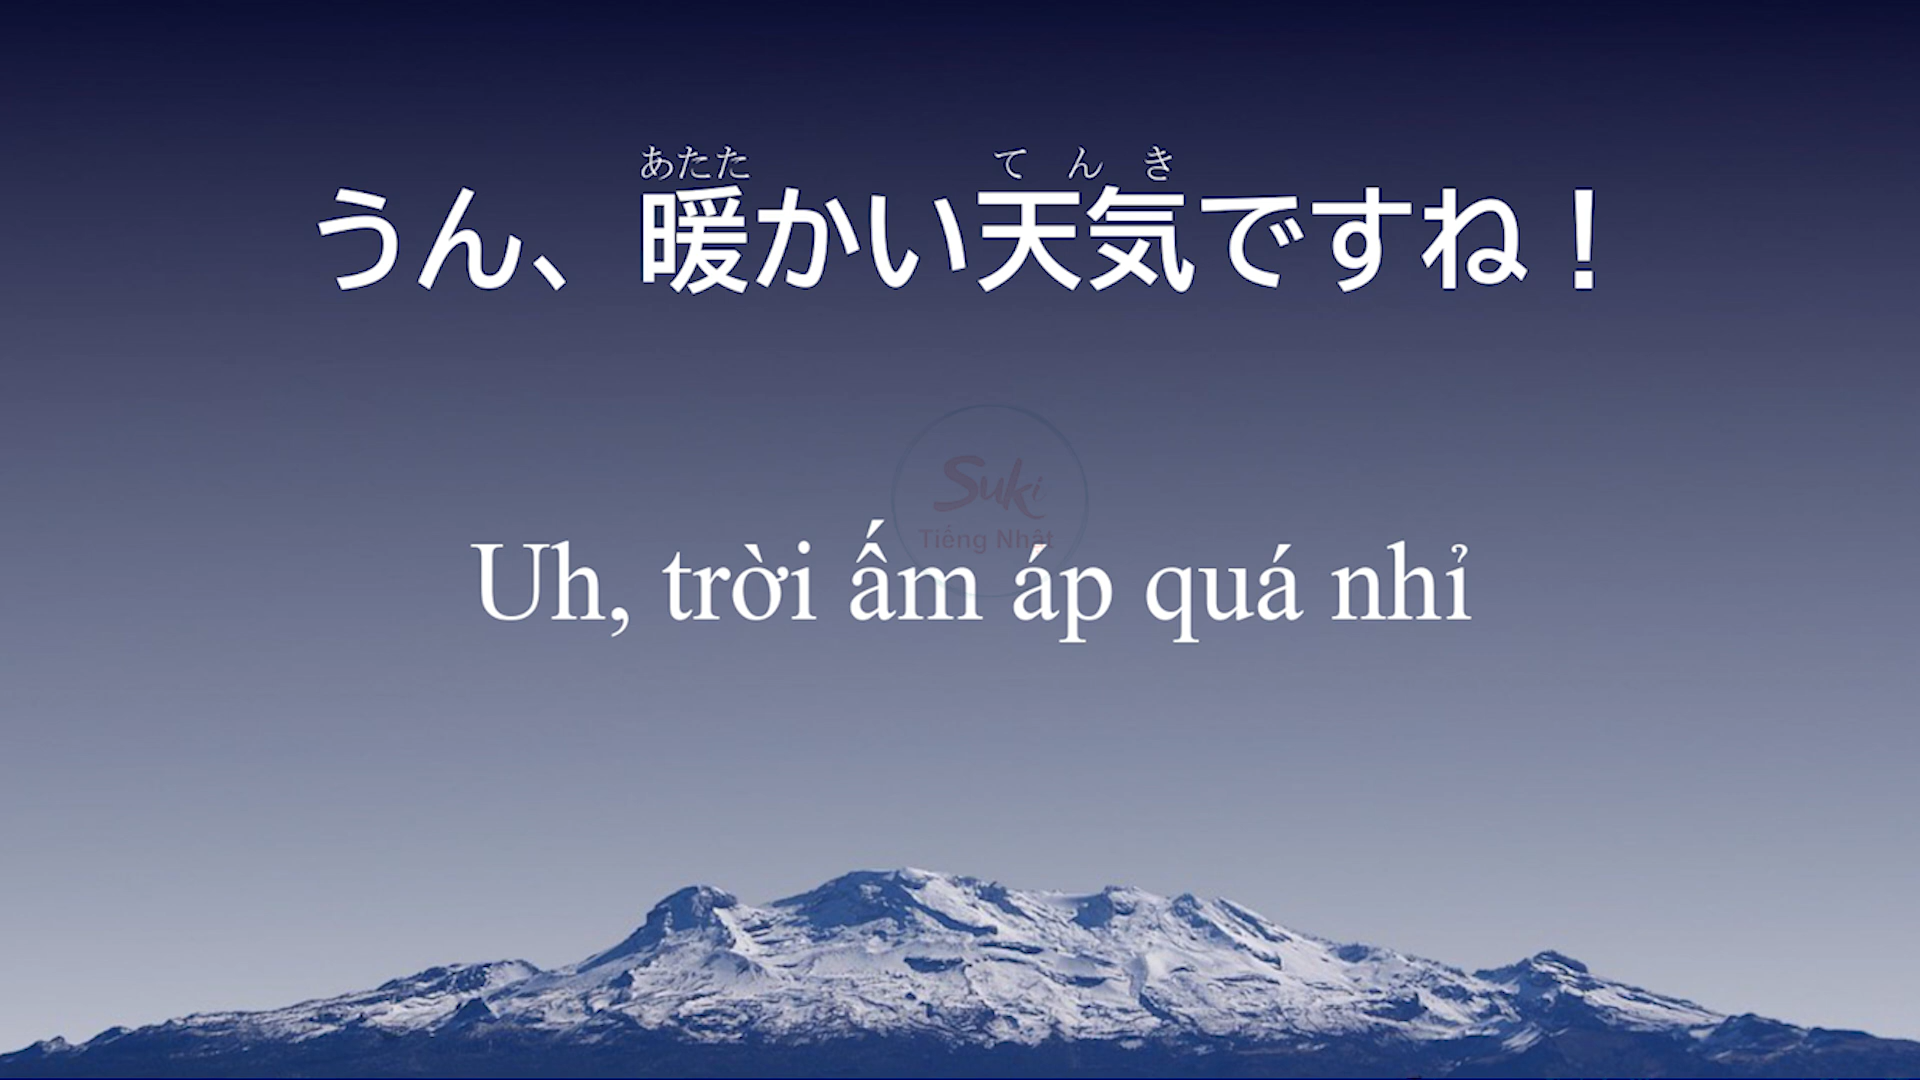 あたた てんき
うん、暖かい天気ですね！
Suki
Tiếng Nhật
Uh, trời ấm áp quá nhỉ